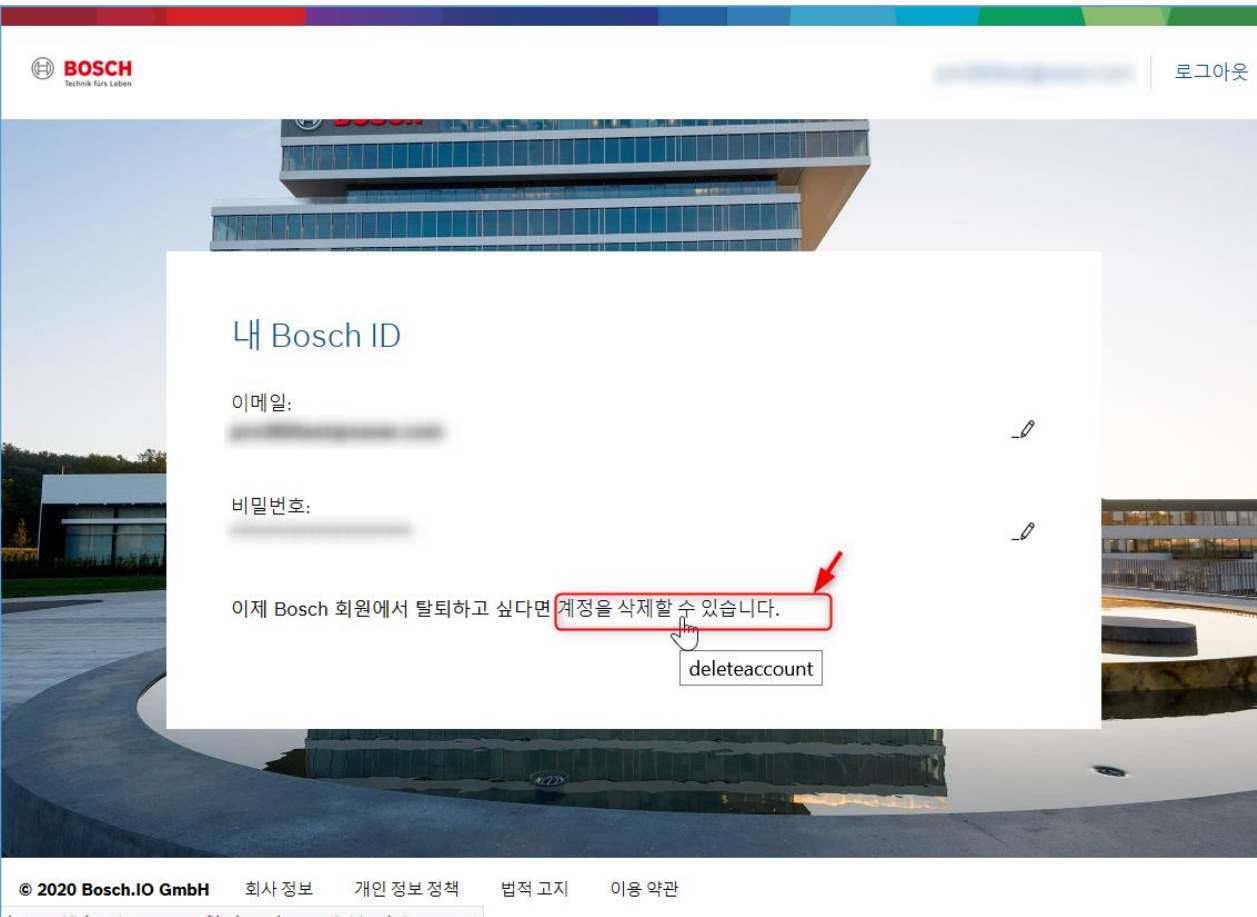 BOSCH
Technik fürs Leben
로그아웃
BOSCH
내 Bosch ID
이메일:
비밀번호:
이제 Bosch 회원에서 탈퇴하고 싶다면 계정을 삭제할 수 있습니다.
deleteaccount
© 2020 Bosch.IO GmbH 회사 정보 개인 정보 정책 법적 고지 이용 약관